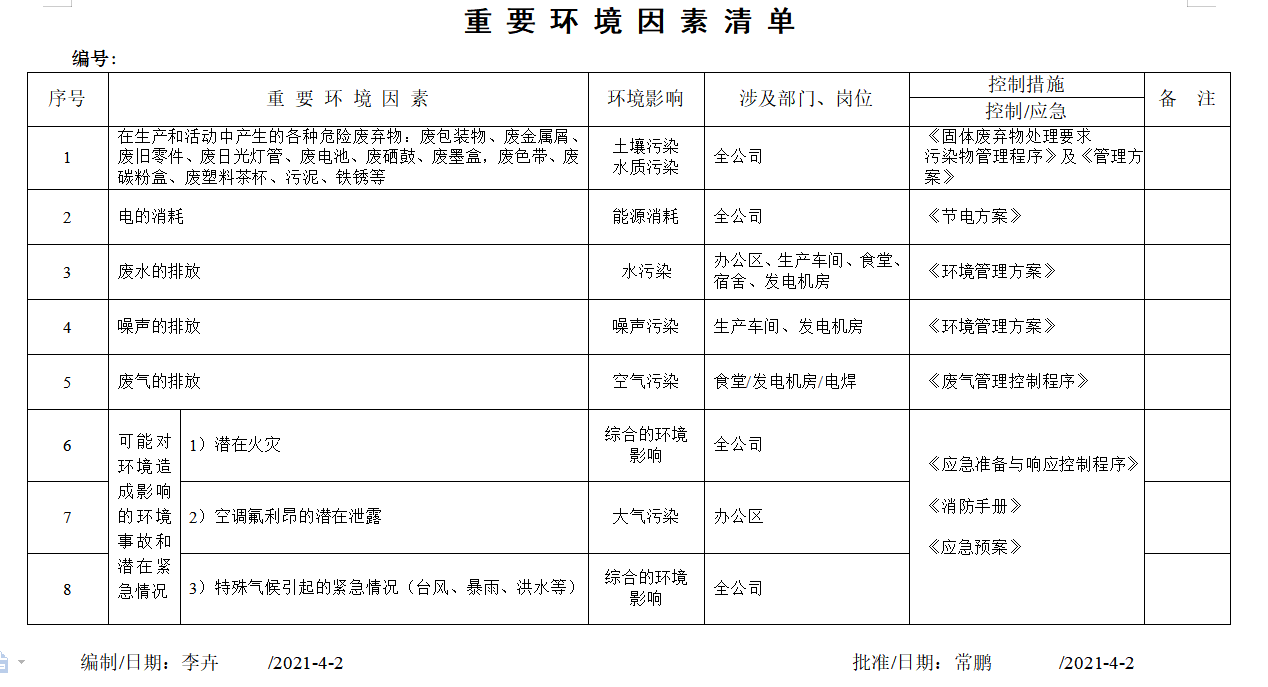 重 要 环 境 因 素 清 单
编号：
序号 重 要 环 境 因 素 环境影响 涉及部门、岗位 控制措施 备 注
控制/应急
1 在生产和活动中产生的各种危险废弃物：废包装物、废金属屑、
废旧零件、废日光灯管、废电池、废硒鼓、废墨盒，废色带、废
碳粉盒、废塑料茶杯、污泥、铁锈等
土壤污染
水质污染
全公司
《固体废弃物处理要求
污染物管理程序》及《管理方
案》
2 电的消耗 能源消耗 全公司 《节电方案》
3 废水的排放 水污染 办公区、生产车间、食堂、
宿舍、发电机房
《环境管理方案》
4 噪声的排放 噪声污染 生产车间、发电机房 《环境管理方案》
5 废气的排放 空气污染 食堂/发电机房/电焊 《废气管理控制程序》
可能对
环境造
成影响
的环境
事故和
潜在紧
急情况
6 1）潜在火灾 综合的环境
影响
全公司
7 2）空调氟利昂的潜在泄露 大气污染 办公区
8 3）特殊气候引起的紧急情况（台风、暴雨、洪水等） 综合的环境
影响
全公司
《应急准备与响应控制程序》
《消防手册》
《应急预案》
编制/日期：李卉 /2021-4-2 批准/日期：常鹏 /2021-4-2